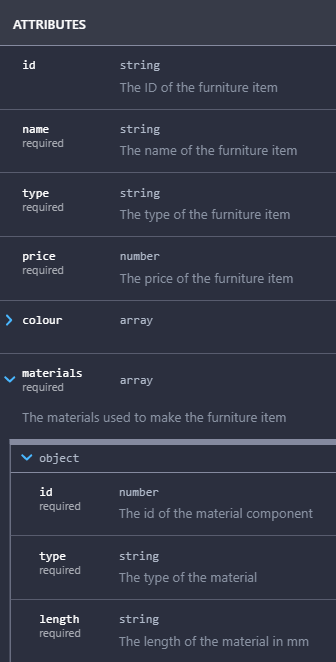 ATTRIBUTES
id string
The ID of the furniture item
name string
required
The name of the furniture item
type string
required
The type of the furniture item
price number
required
The price of the furniture item
colour array
materials array
required
The materials used to make the furniture item
object
id number
required
The id of the material component
type string
required
The type of the material
length string
required
The length of the material in mm